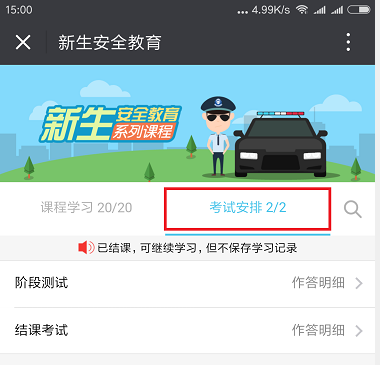 15:00
...4.99K/s
新生安全教育
新生 安全教育
系列课程
课程学习 20/20
考试安排 2/2
已结课,可继续学习,但不保存学习记录
阶段测试 作答明细
结课考试 作答明细